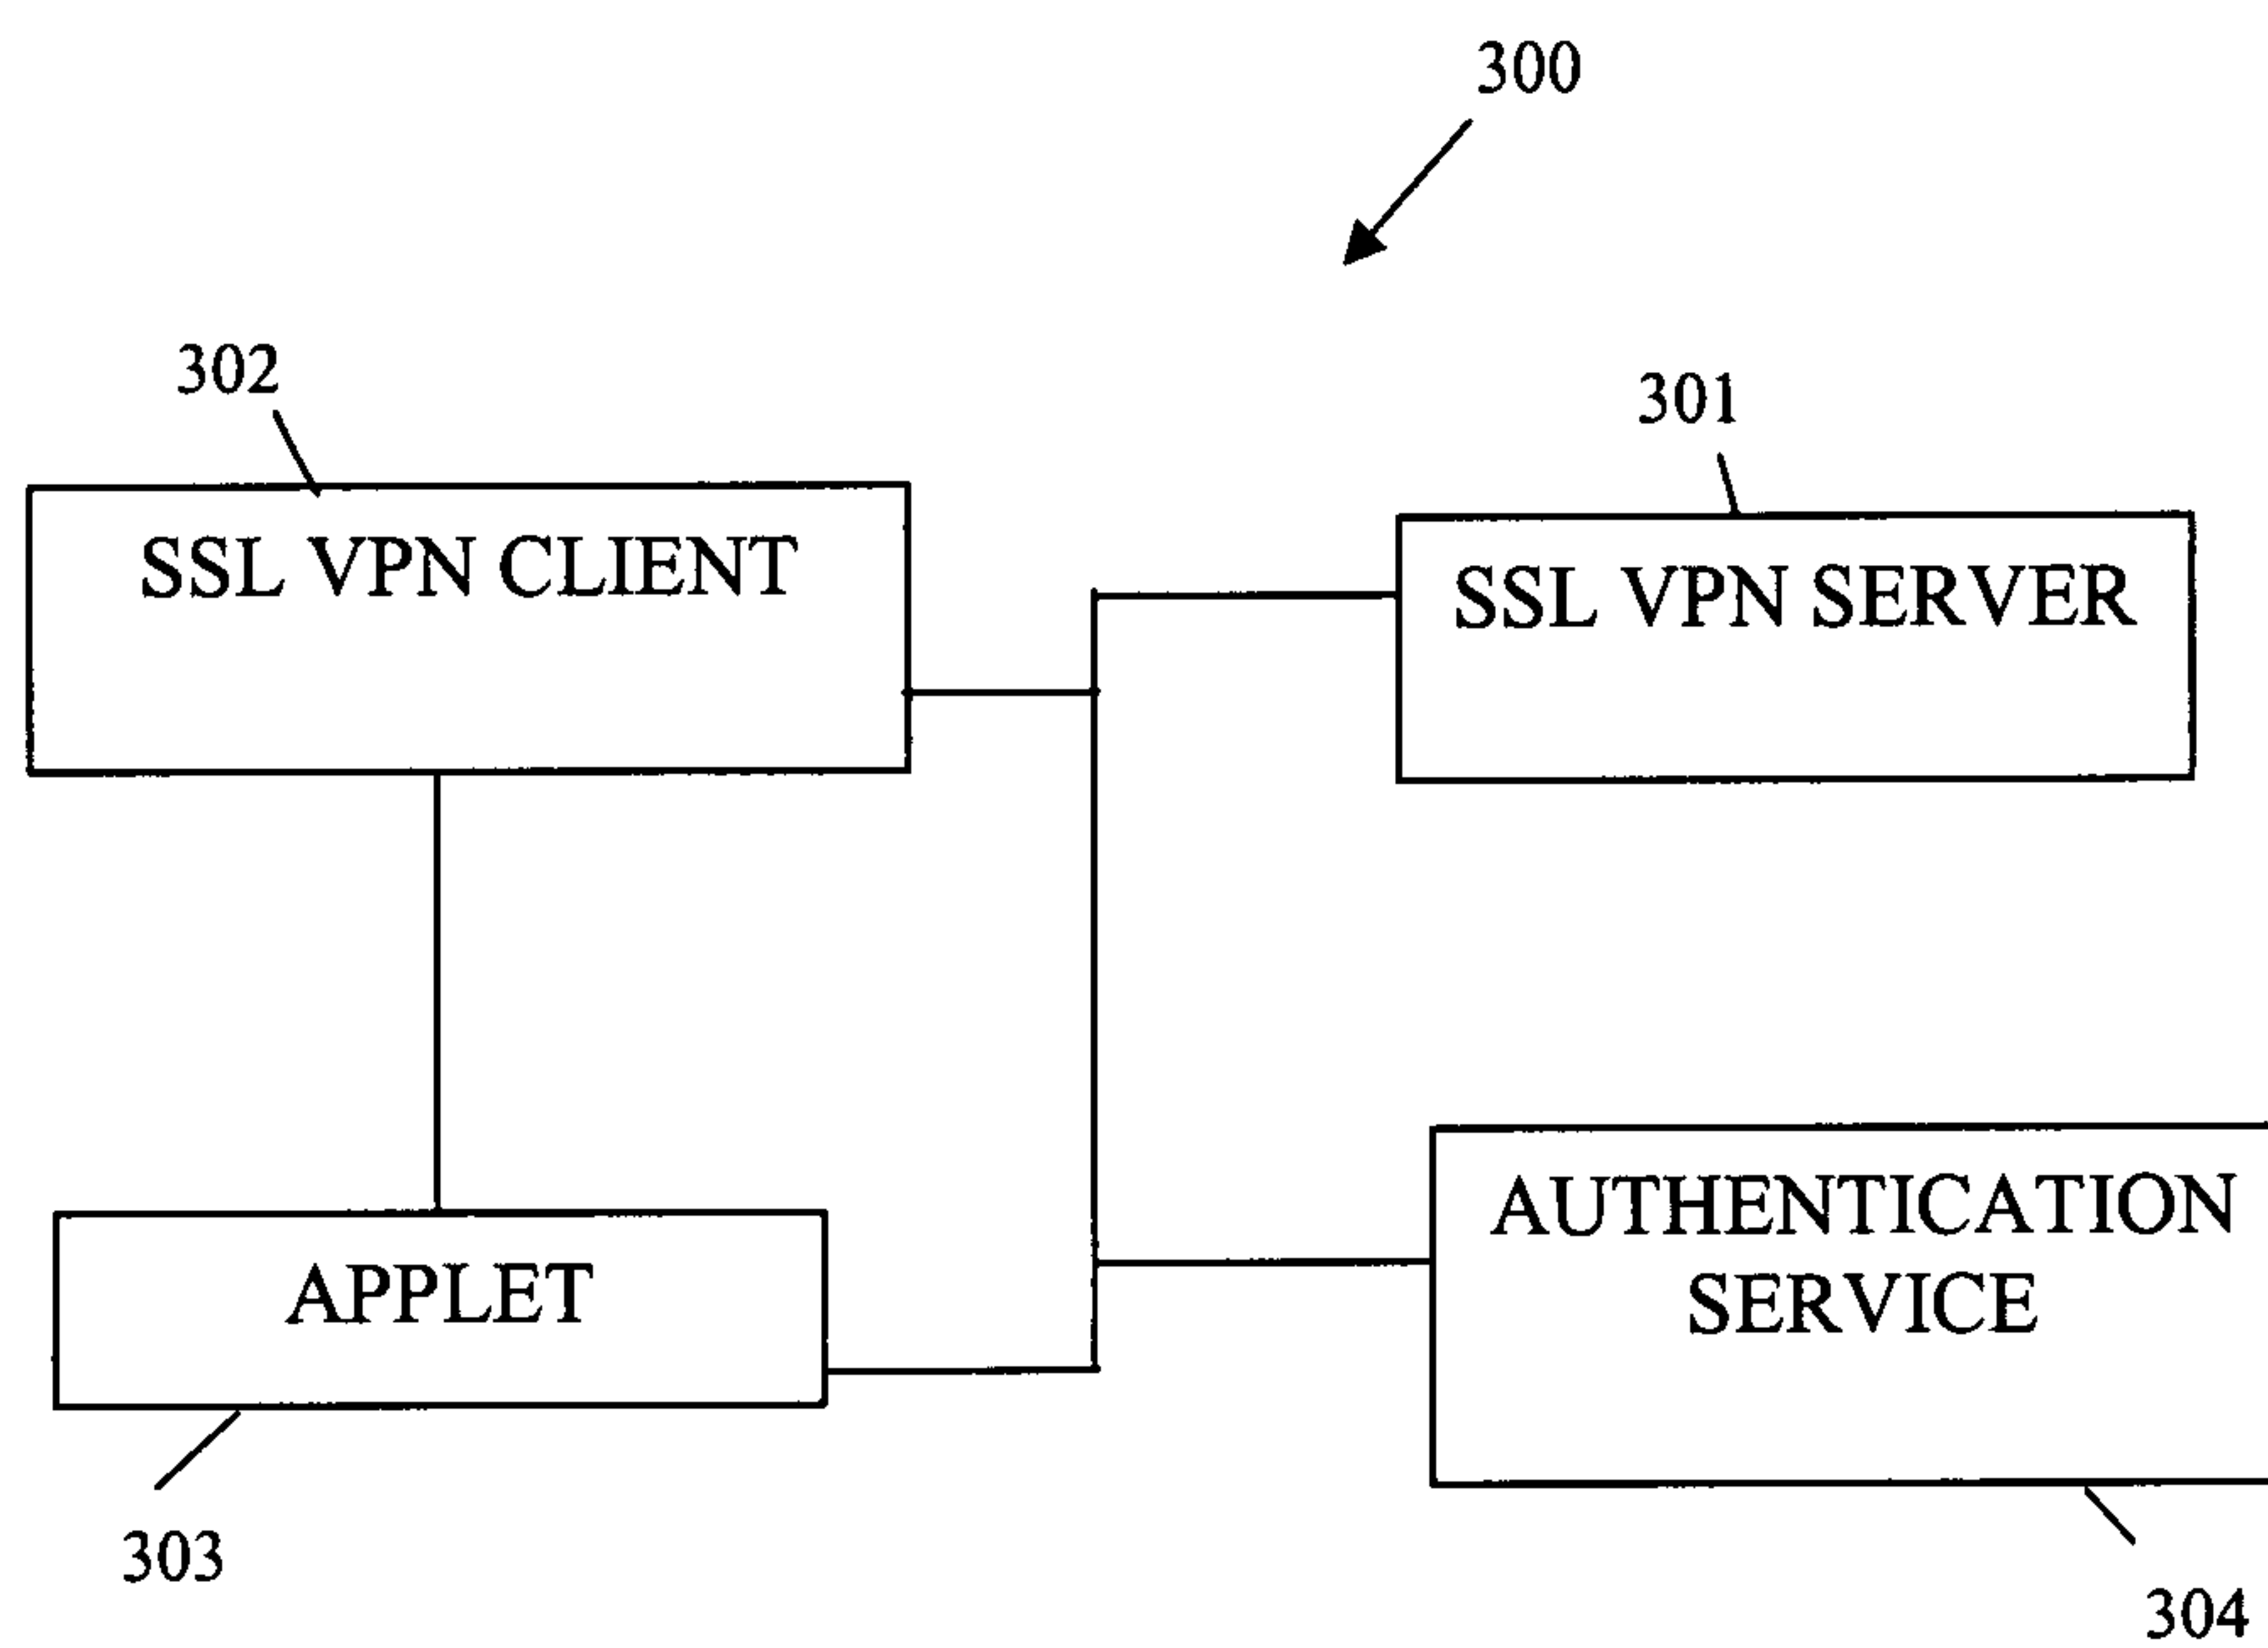 300
302
301
SSL VPN CLIENT
SSL VPN SERVER
AUTHENTICATION
SERVICE
APPLET
303
304